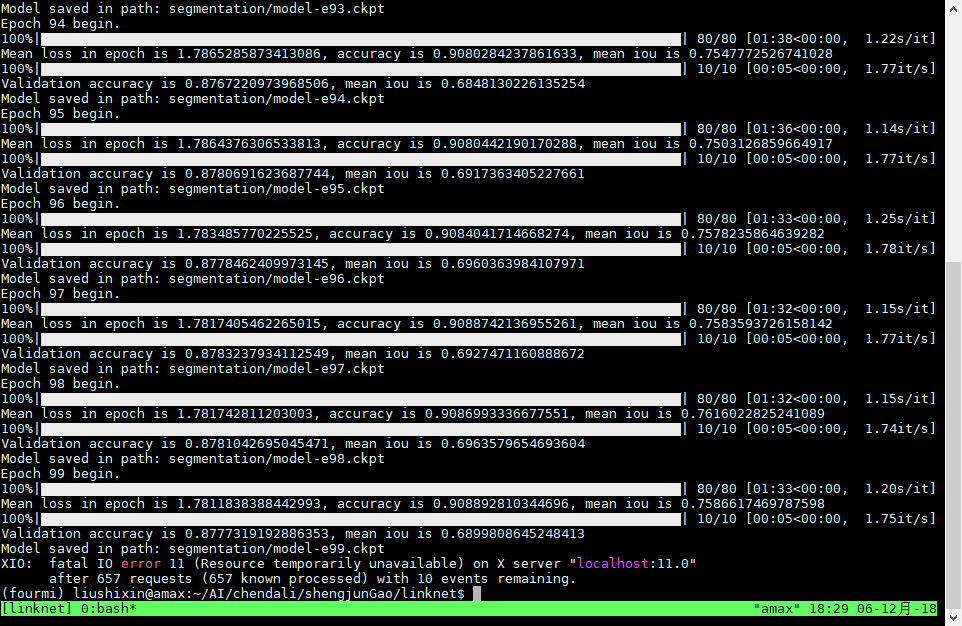 Model saved in path: segmentation/model-e93.ckpt
Epoch 94 begin.
100%| | 80/80 [01:38<00:00, 1.22s/it]
Mean loss in epoch is 1.7865285873413086, accuracy is 0.9080284237861633, mean iou is 0.7547772526741028
100%| | 10/10 [00:05<00:00, 1.77it/s]
Validation accuracy is 0.8767220973968506, mean iou is 0.6848130226135254
Model saved in path: segmentation/model-e94.ckpt
Epoch 95 begin.
100%| | 80/80 [01:36<00:00, 1.14s/it]
Mean loss in epoch is 1.7864376306533813, accuracy is 0.9080442190170288, mean iou is 0.7503126859664917
100%| | 10/10 [00:05<00:00, 1.77it/s]
Validation accuracy is 0.8780691623687744, mean iou is 0.6917363405227661
Model saved in path: segmentation/model-e95.ckpt
Epoch 96 begin.
100%| | 80/80 [01:33<00:00, 1.25s/it]
Mean loss in epoch is 1.783485770225525, accuracy is 0.9084041714668274, mean iou is 0.7578235864639282
100%| | 10/10 [00:05<00:00, 1.78it/s]
Validation accuracy is 0.8778462409973145, mean iou is 0.6960363984107971
Model saved in path: segmentation/model-e96.ckpt
Epoch 97 begin.
100%| | 80/80 [01:32<00:00, 1.15s/it]
Mean loss in epoch is 1.7817405462265015, accuracy is 0.9088742136955261, mean iou is 0.7583593726158142
100%| | 10/10 [00:05<00:00, 1.77it/s]
Validation accuracy is 0.8783237934112549, mean iou is 0.6927471160888672
Model saved in path: segmentation/model-e97.ckpt
Epoch 98 begin.
100%| | 80/80 [01:32<00:00, 1.15s/it]
Mean loss in epoch is 1.781742811203003, accuracy is 0.9086993336677551, mean iou is 0.7616022825241089
100%| | 10/10 [00:05<00:00, 1.74it/s]
Validation accuracy is 0.8781042695045471, mean iou is 0.6963579654693604
Model saved in path: segmentation/model-e98.ckpt
Epoch 99 begin.
100%| | 80/80 [01:33<00:00, 1.20s/it]
Mean loss in epoch is 1.7811838388442993, accuracy is 0.908892810344696, mean iou is 0.7586617469787598
100%| | 10/10 [00:05<00:00, 1.75it/s]
Validation accuracy is 0.8777319192886353, mean iou is 0.6899808645248413
Model saved in path: segmentation/model-e99.ckpt
XIO:  fatal IO error 11 (Resource temporarily unavailable) on X server "localhost:11.0"
      after 657 requests (657 known processed) with 10 events remaining.
(fourmi) liushixin@amax:~/AI/chendali/shengjunGao/linknet$
[linknet] 0:bash* "amax" 18:29 06-12月-18